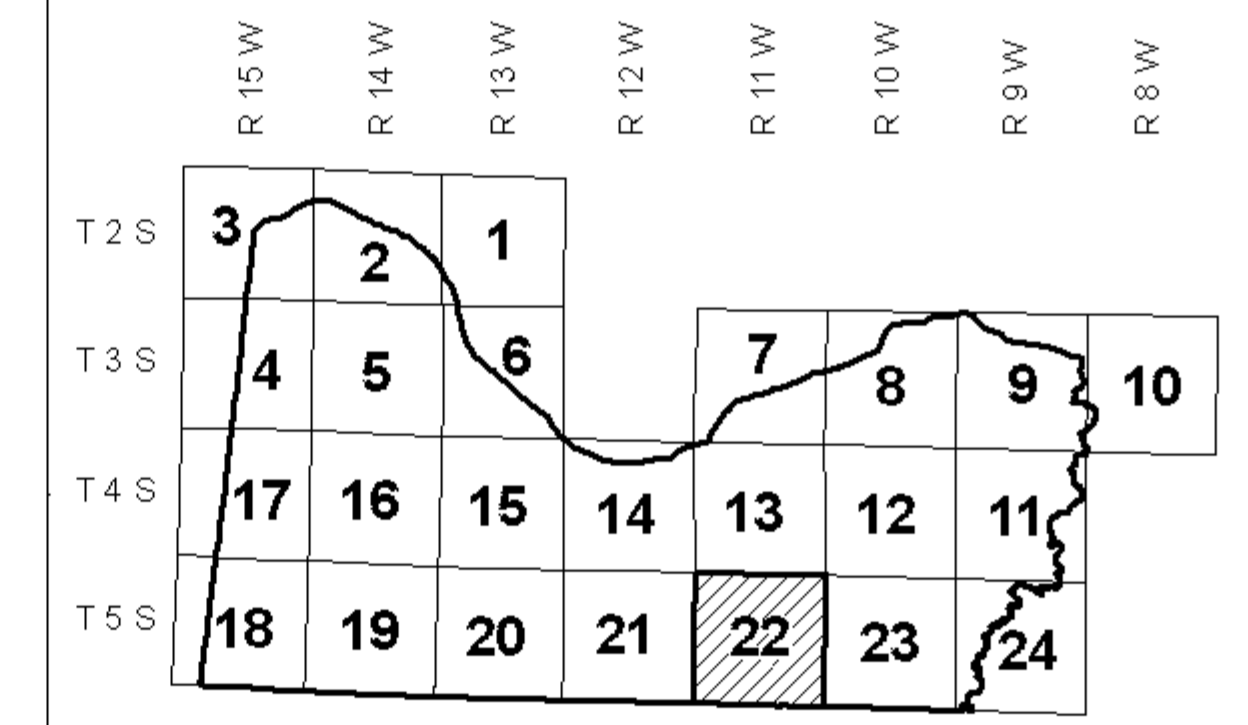 R 15 W R 14 W R 13 W R 12 W R 11 W R 10 W R 9 W R 8 W
T 2 S 3 2 1
T 3 S 4 5 6 7 8 9 10
T 4 S 17 16 15 14 13 12 11
T 5 S 18 19 20 21 22 23 24